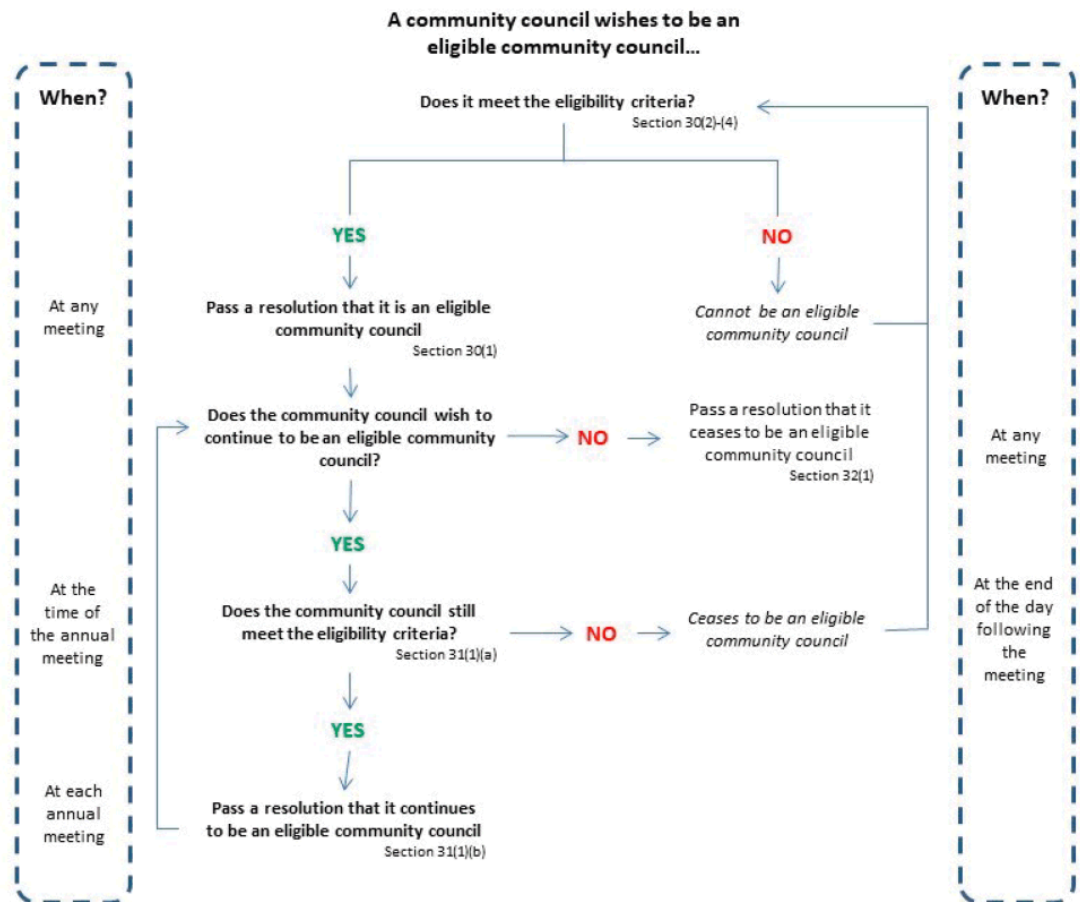 A community council wishes to be an
eligible community council...
When?
Does it meet the eligibility criteria?
Section 30(2)-(4)
When?
YES
NO
At any
meeting
Pass a resolution that it is an eligible
community council
Section 30(1)
Cannot be an eligible
community council
Does the community council wish to
continue to be an eligible community
council?
NO
Pass a resolution that it
ceases to be an eligible
community council
Section 32(1)
At any
meeting
YES
At the
time of
the annual
meeting
Does the community council still
meet the eligibility criteria?
Section 31(1)(a)
NO
Ceases to be an eligible
community council
At the end
of the day
following
the
meeting
YES
At each
annual
meeting
Pass a resolution that it continues
to be an eligible community council
Section 31(1)(b)